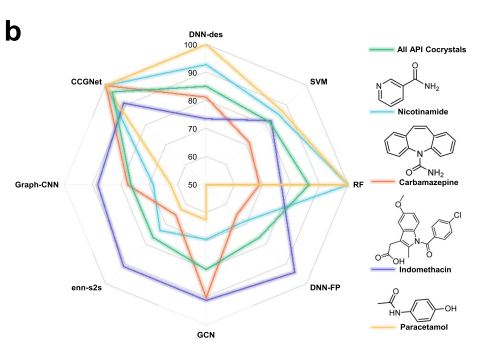 b
DNN-des
100
90
80
70
60
50
SVM
RF
DNN-FP
GCN
enn-s2s
Graph-CNN
CCGNet
All API Cocrystals
O
N
NH2
Nicotinamide
N
O
NH2
Carbamazepine
O
Cl
N
O
O
OH
Indomethacin
O
HN
OH
Paracetamol